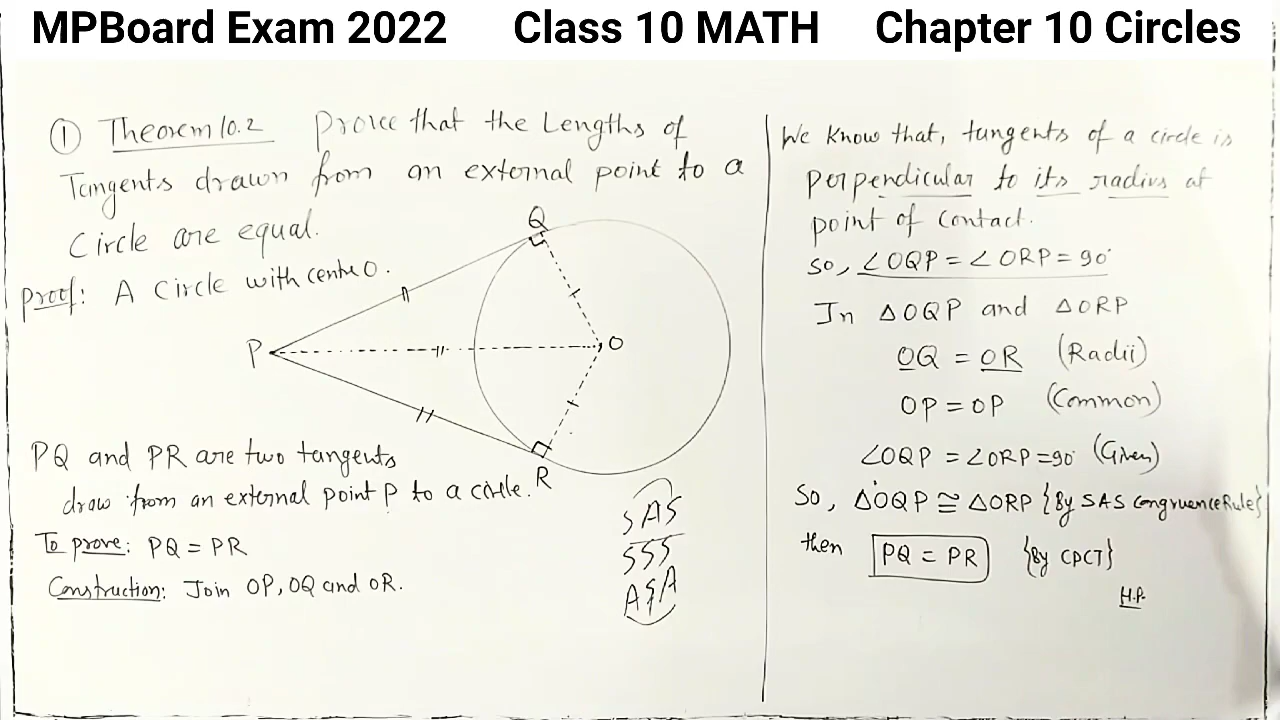 MPBoard Exam 2022 Class 10 MATH Chapter 10 Circles
① Theorem 10.2 Prove that the Lengths of
Tangents drawn from an external point to a
Circle are equal.
Proof: A Circle with centre O.
Q
P
O
R
PQ and PR are two tangents
draw from an external point P to a circle.
To prove: PQ = PR
Construction: Join OP, OQ and OR.
SAS
SSS
ASA
We know that, tangents of a circle is
perpendicular to its radius at
point of contact.
So, ∠OQP = ∠ORP = 90°
In △OQP and △ORP
OQ = OR (Radii)
OP = OP (Common)
∠OQP = ∠ORP = 90° (Given)
So, △OQP ≅ △ORP {By SAS congruence Rule}
then PQ = PR {By CPCT}
H.P.